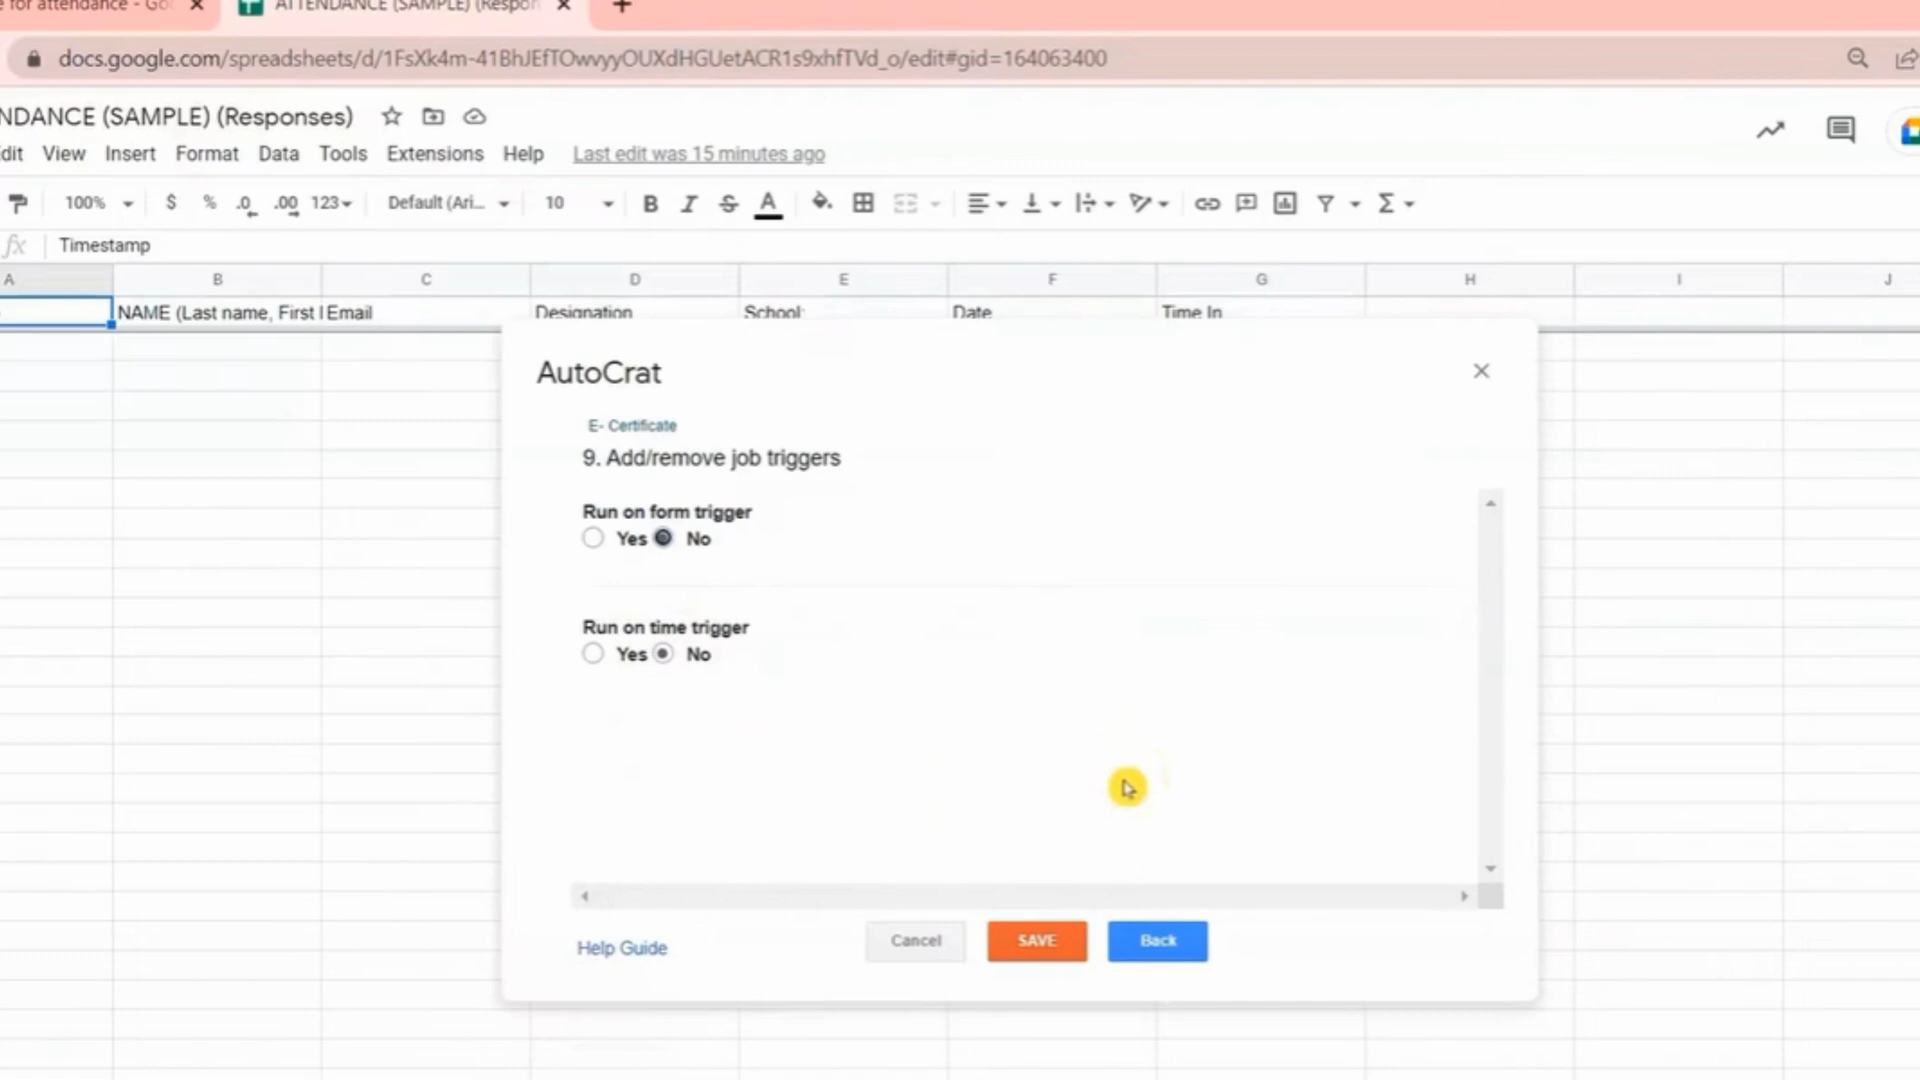 e for attendance - Goo
ATTENDANCE (SAMPLE) (Respon
docs.google.com/spreadsheets/d/1FsXk4m-41BhJEfTOwvyyOUXdHGUetACR1s9xhfTVd_o/edit#gid=164063400
NDANCE (SAMPLE) (Responses)
dit View Insert Format Data Tools Extensions Help Last edit was 15 minutes ago
100% $ % .0 .00 123 Default (Ari... 10 B I S A
fx Timestamp
A B C D E F G H I J
NAME (Last name, First I Email Designation School: Date Time In
AutoCrat
E- Certificate
9. Add/remove job triggers
Run on form trigger
Yes No
Run on time trigger
Yes No
Help Guide Cancel SAVE Back